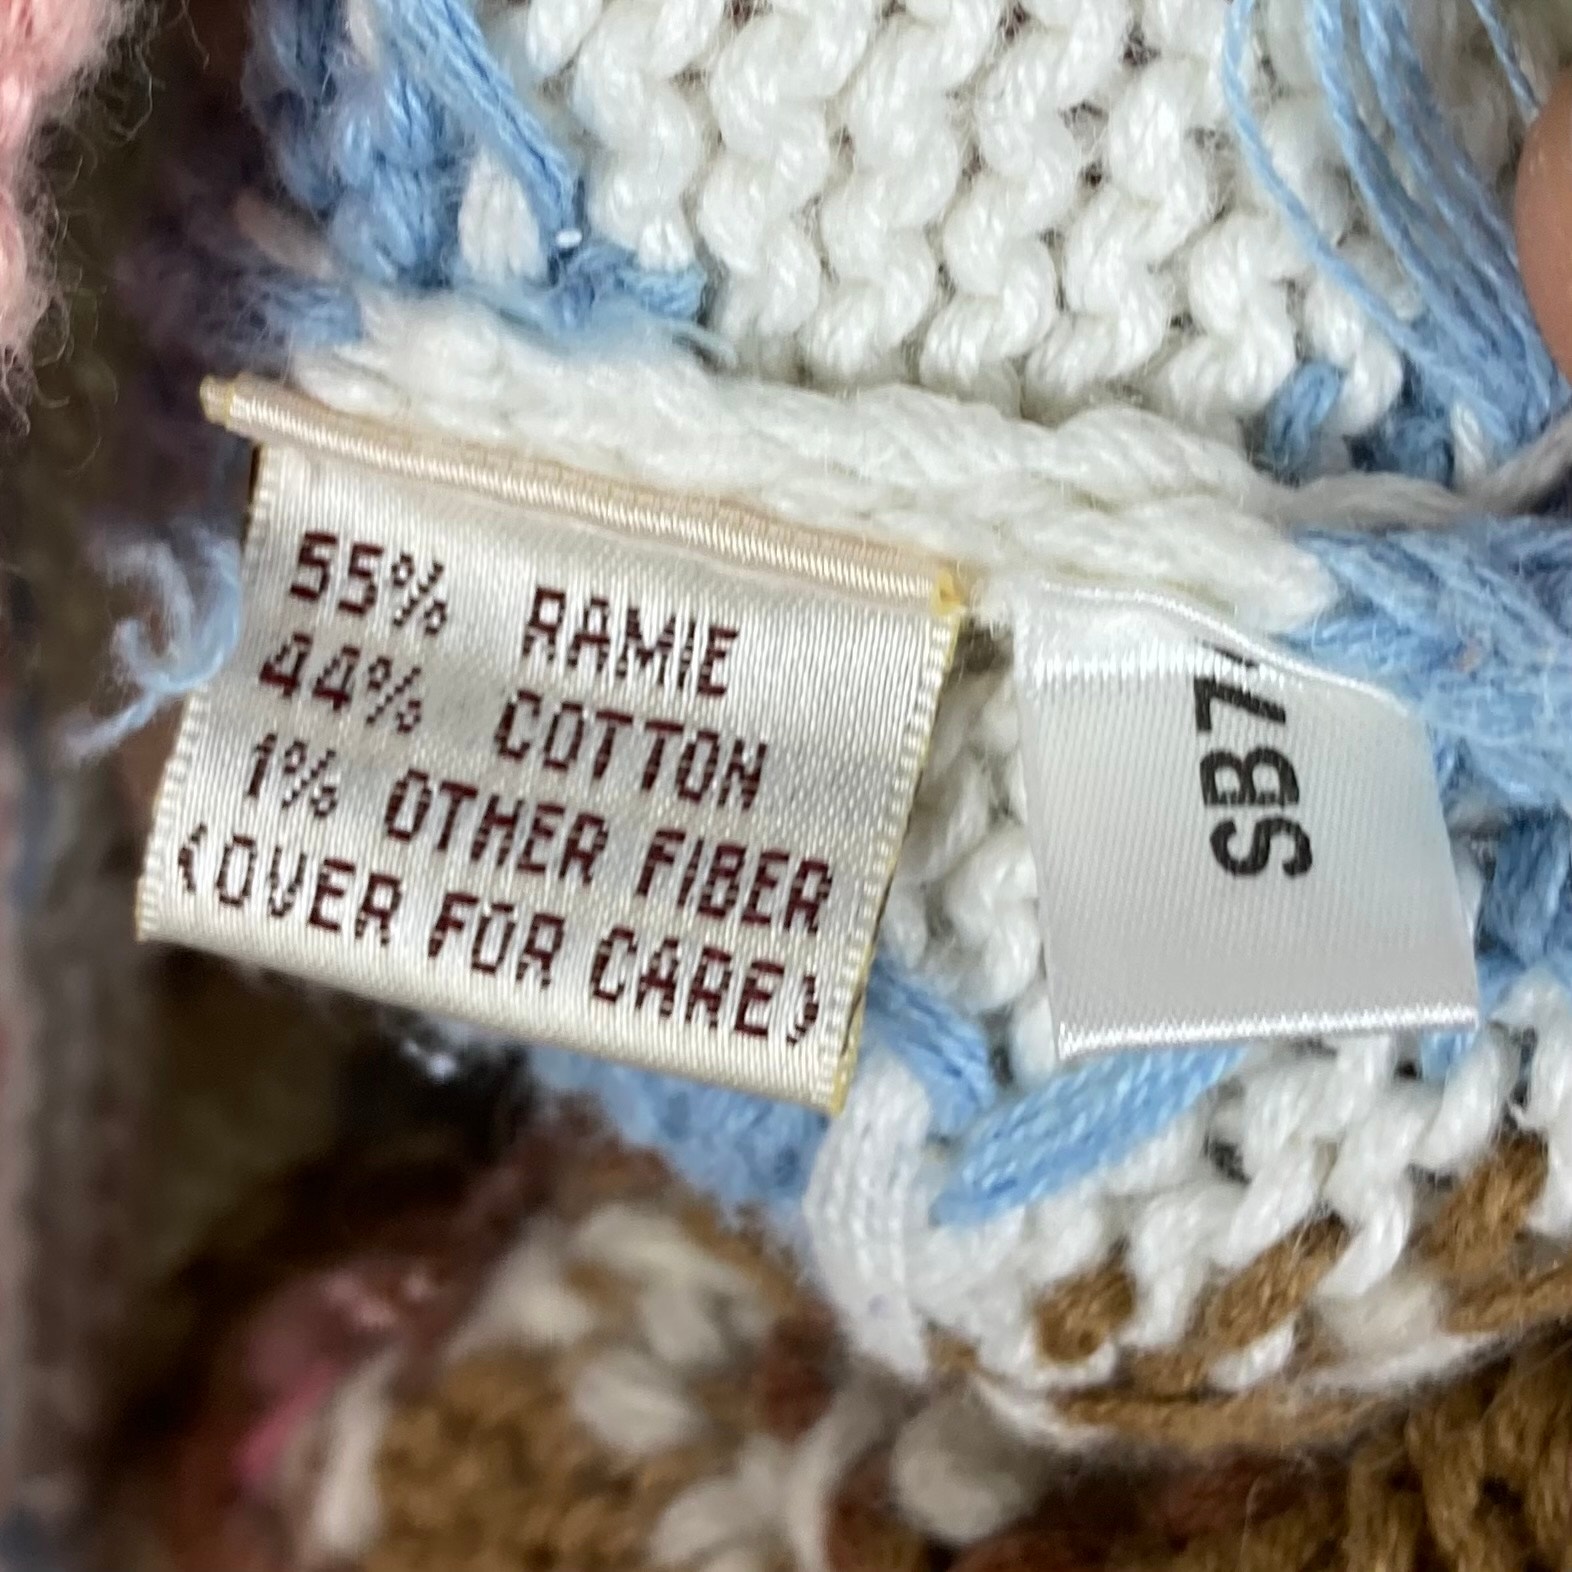 55% RAMIE
44% COTTON
1% OTHER FIBER
(OVER FOR CARE)
SB7